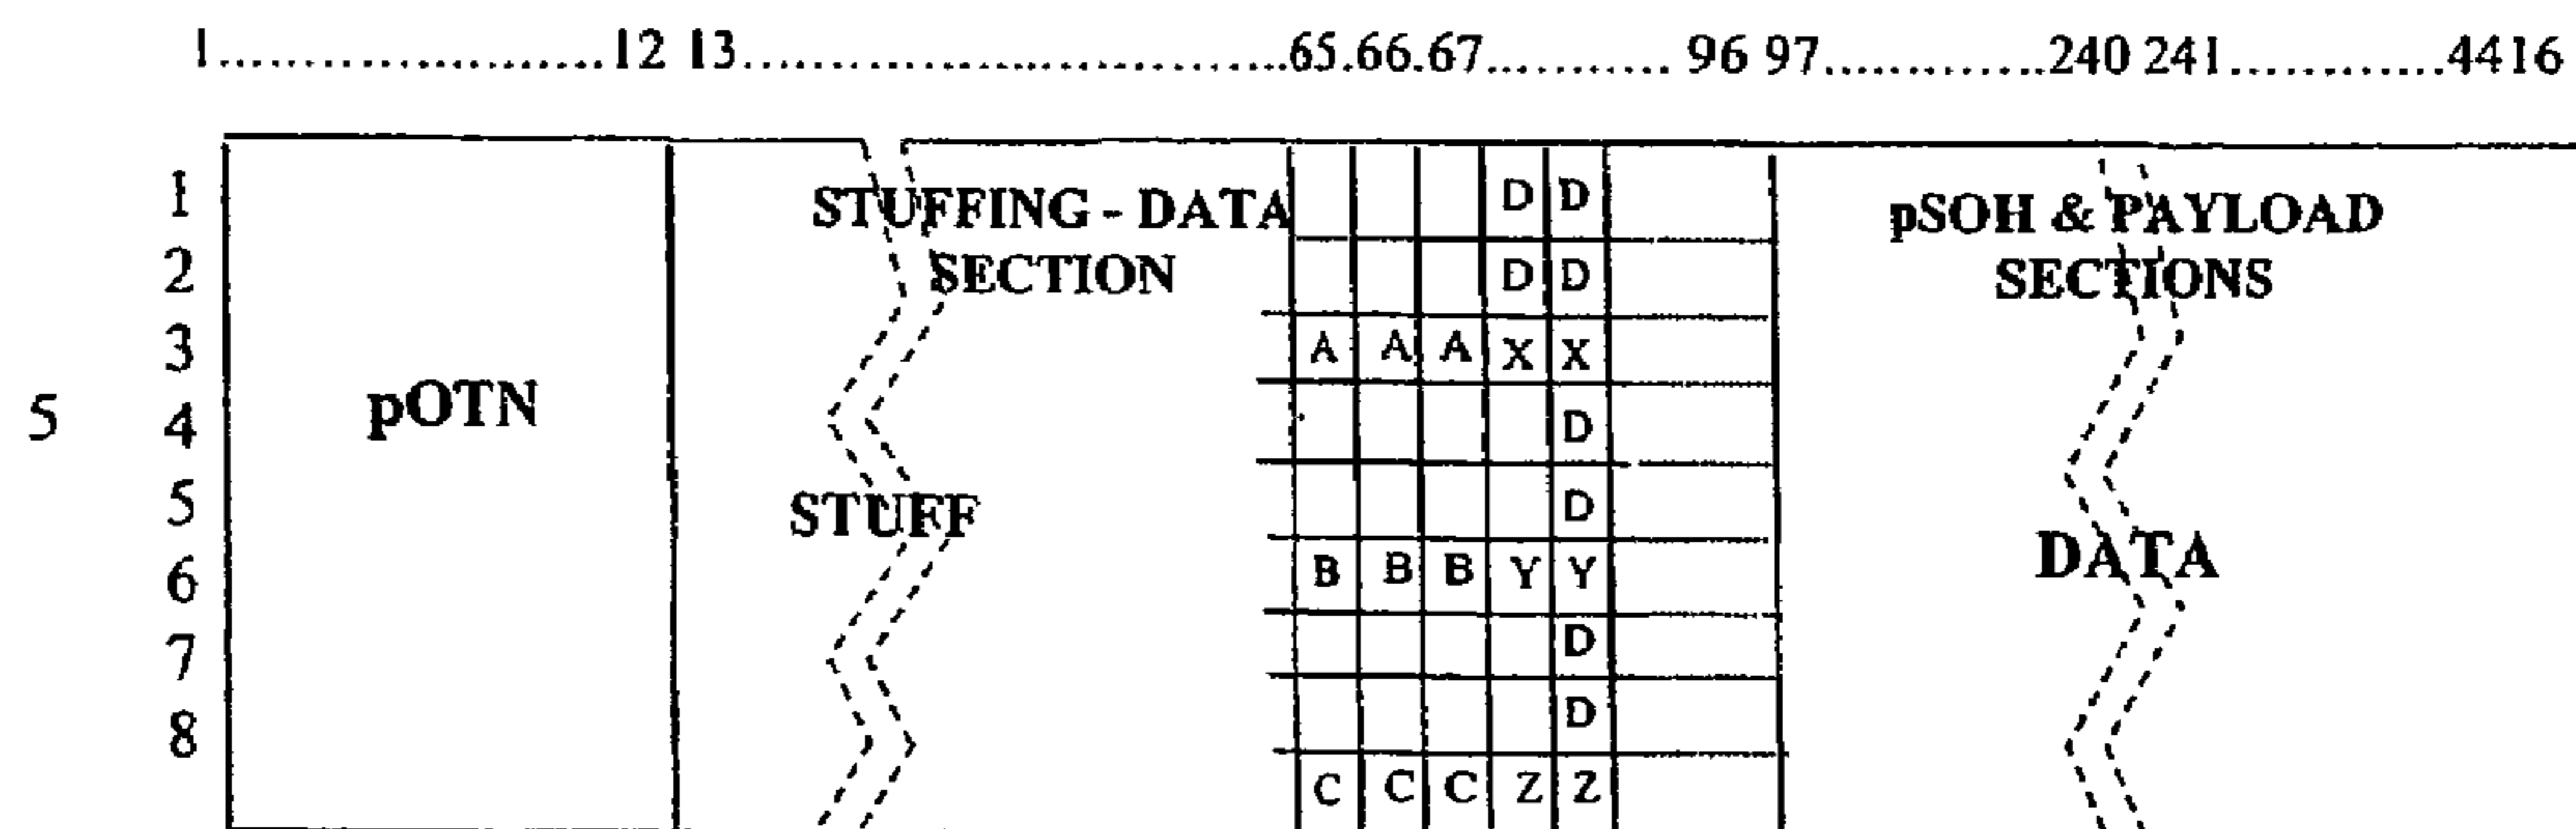 1......................12 13.................................65.66.67........... 96 97.............240 241.............4416
1 STUFFING - DATA D D pSOH & PAYLOAD
2 SECTION D D SECTIONS
3 A A A X X
5 4 pOTN D
5 STUFF D
6 B B B Y Y DATA
7 D
8 D
C C C Z Z